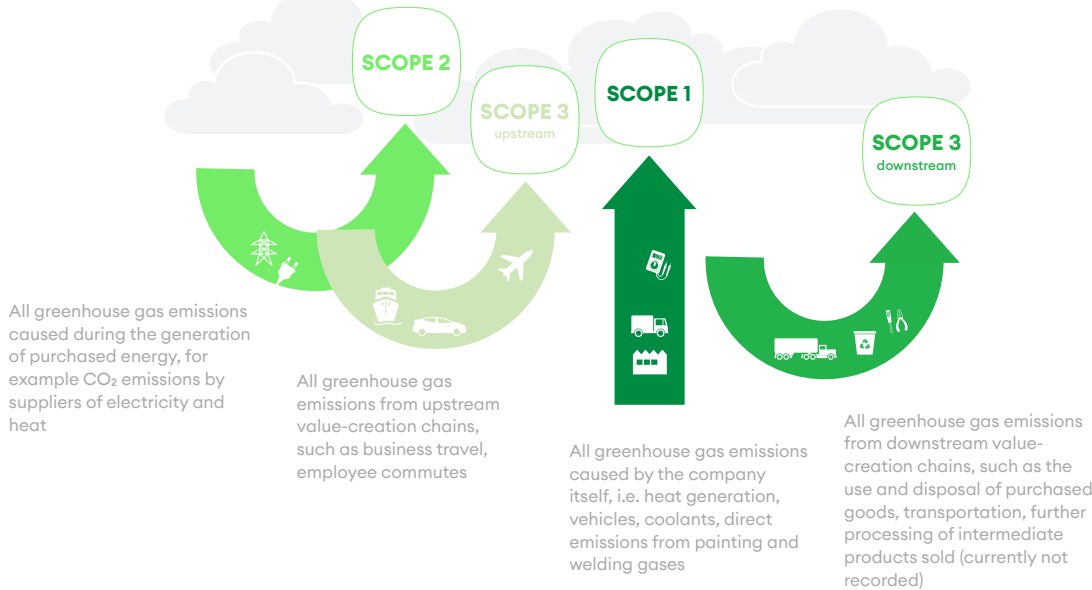 SCOPE 2
SCOPE 3
upstream
SCOPE 1
SCOPE 3
downstream
All greenhouse gas emissions
caused during the generation
of purchased energy, for
example CO₂ emissions by
suppliers of electricity and
heat
All greenhouse gas
emissions from upstream
value-creation chains,
such as business travel,
employee commutes
All greenhouse gas emissions
caused by the company
itself, i.e. heat generation,
vehicles, coolants, direct
emissions from painting and
welding gases
All greenhouse gas emissions
from downstream value-
creation chains, such as the
use and disposal of purchased
goods, transportation, further
processing of intermediate
products sold (currently not
recorded)